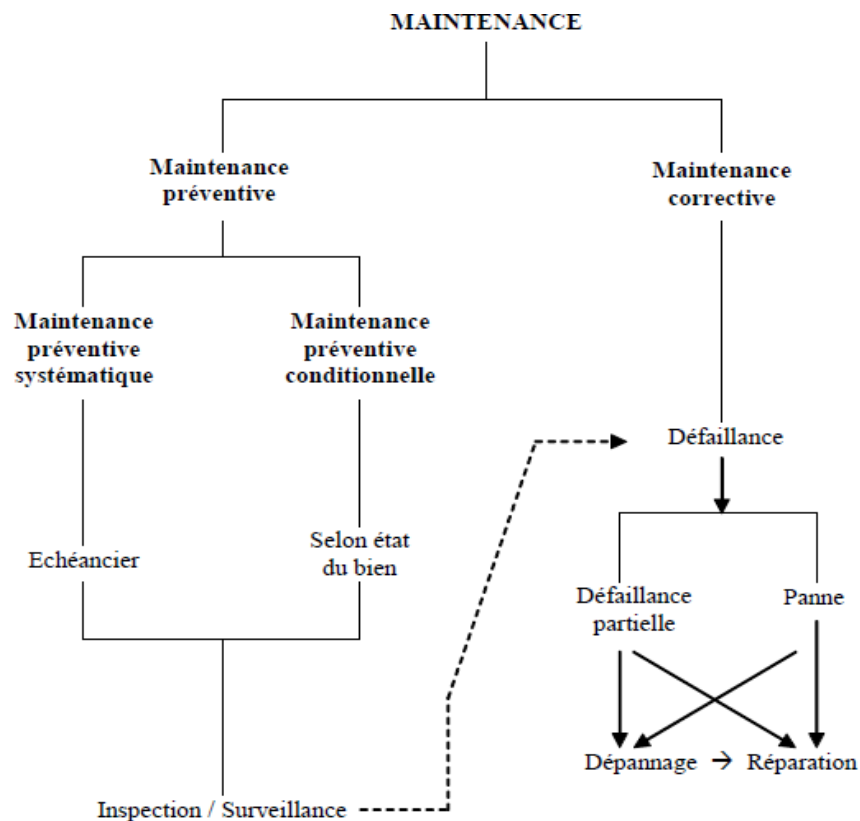 MAINTENANCE
Maintenance
préventive
Maintenance
corrective
Maintenance
préventive
systématique
Maintenance
préventive
conditionnelle
Défaillance
Echéancier
Selon état
du bien
Défaillance
partielle
Panne
Dépannage → Réparation
Inspection / Surveillance